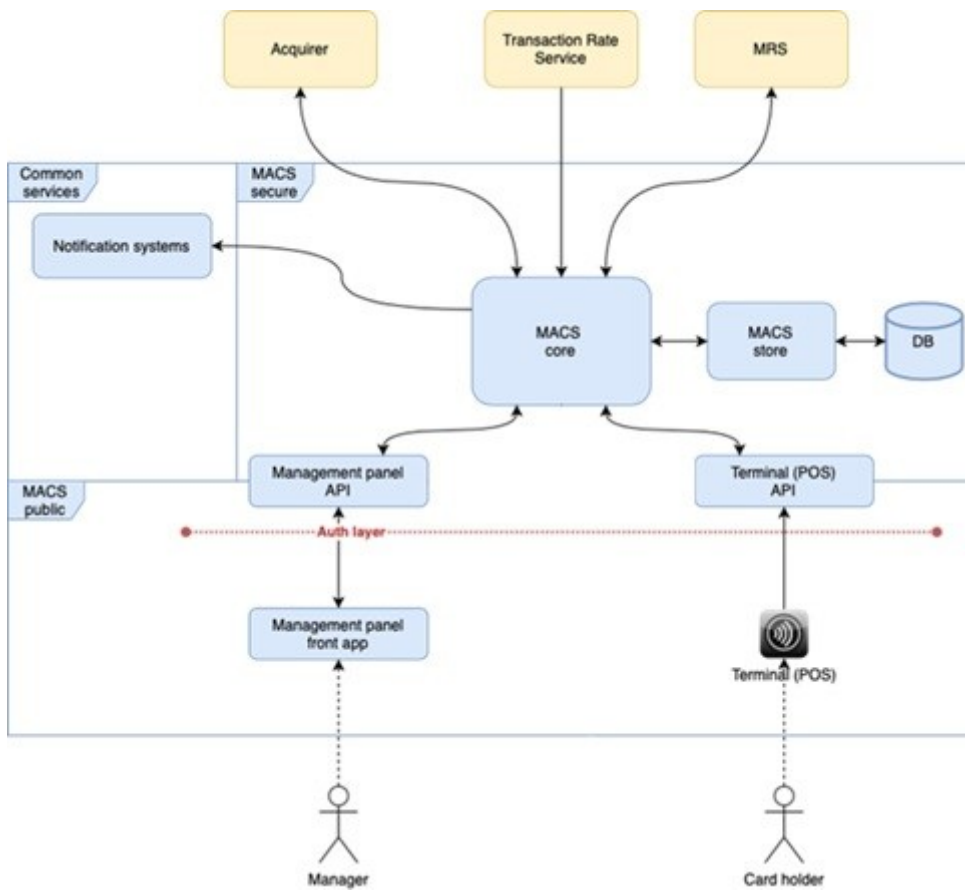 Acquirer
Transaction Rate
Service
MRS
Common
services
MACS
secure
Notification systems
MACS
core
MACS
store
DB
Management panel
API
Terminal (POS)
API
MACS
public
Auth layer
Management panel
front app
Terminal (POS)
Manager
Card holder